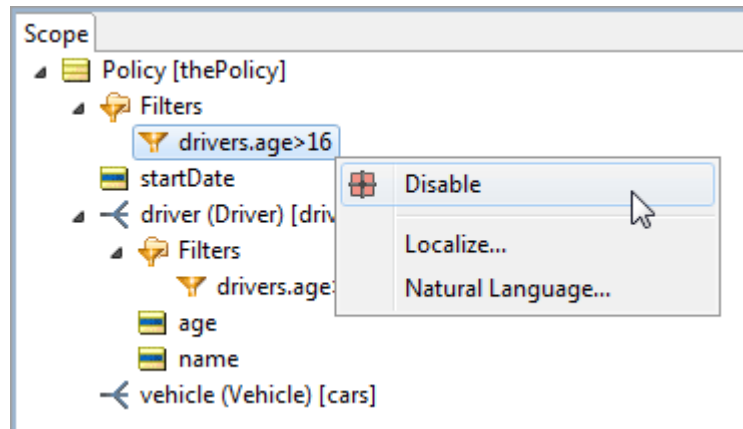 Scope
Policy [thePolicy]
Filters
drivers.age>16
startDate
Disable
driver (Driver) [driv
Localize...
Filters
drivers.age
Natural Language...
age
name
vehicle (Vehicle) [cars]